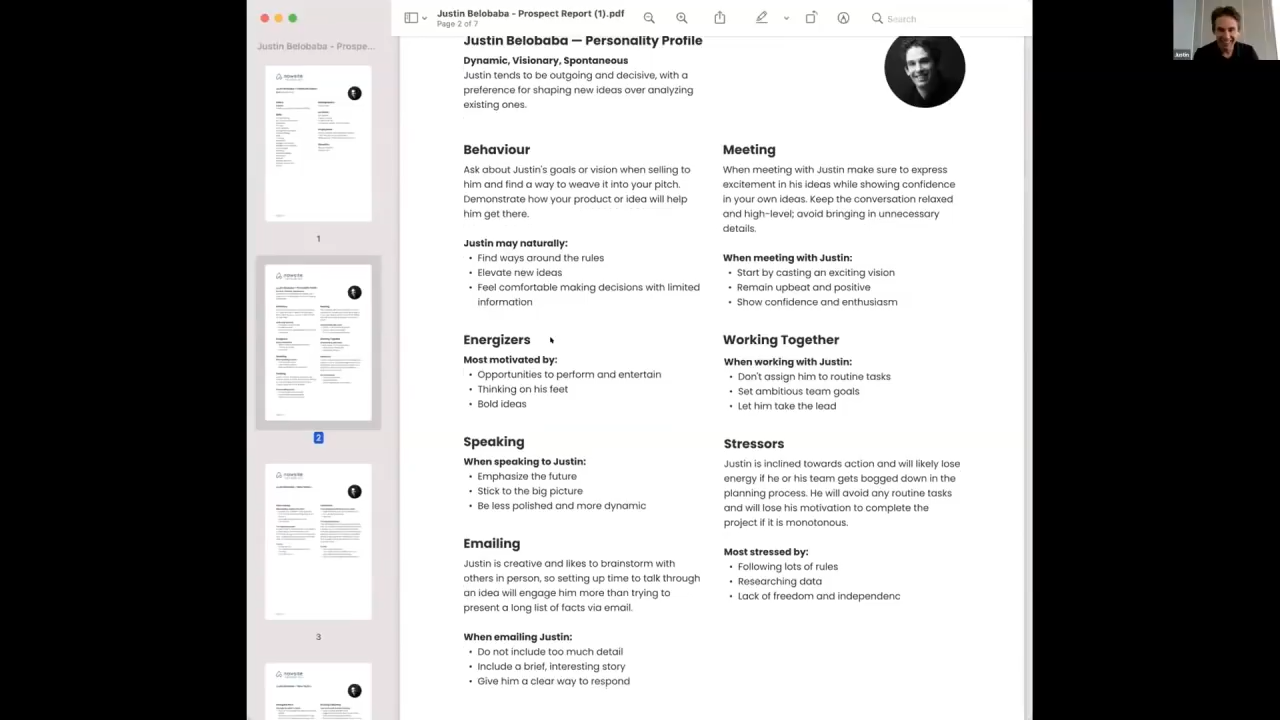 Justin Belobaba - Prospect Report (1).pdf
Page 2 of 7
Search
Justin
Justin Belobaba - Prospe...
1
2
3
Justin Belobaba — Personality Profile
Dynamic, Visionary, Spontaneous
Justin tends to be outgoing and decisive, with a
preference for shaping new ideas over analyzing
existing ones.
Behaviour
Ask about Justin's goals or vision when selling to
him and find a way to weave it into your pitch.
Demonstrate how your product or idea will help
him get there.
Justin may naturally:
• Find ways around the rules
• Elevate new ideas
• Feel comfortable making decisions with limited
information
Energizers
Most motivated by:
• Opportunities to perform and entertain
• Thinking on his feet
• Bold ideas
Speaking
When speaking to Justin:
• Emphasize the future
• Stick to the big picture
• Be less polished and more dynamic
Emailing
Justin is creative and likes to brainstorm with
others in person, so setting up time to talk through
an idea will engage him more than trying to
present a long list of facts via email.
When emailing Justin:
• Do not include too much detail
• Include a brief, interesting story
• Give him a clear way to respond
Meeting
When meeting with Justin make sure to express
excitement in his ideas while showing confidence
in your own ideas. Keep the conversation relaxed
and high-level; avoid bringing in unnecessary
details.
When meeting with Justin:
• Start by casting an exciting vision
• Remain upbeat and positive
• Show confidence and enthusiasm
Working Together
When working with Justin:
• Don't assign him to routine tasks
• Set ambitious team goals
• Let him take the lead
Stressors
Justin is inclined towards action and will likely lose
energy if he or his team gets bogged down in the
planning process. He will avoid any routine tasks
and will lose his motivation to complete the
project if it is monotonous.
Most stressed by:
• Following lots of rules
• Researching data
• Lack of freedom and independenc